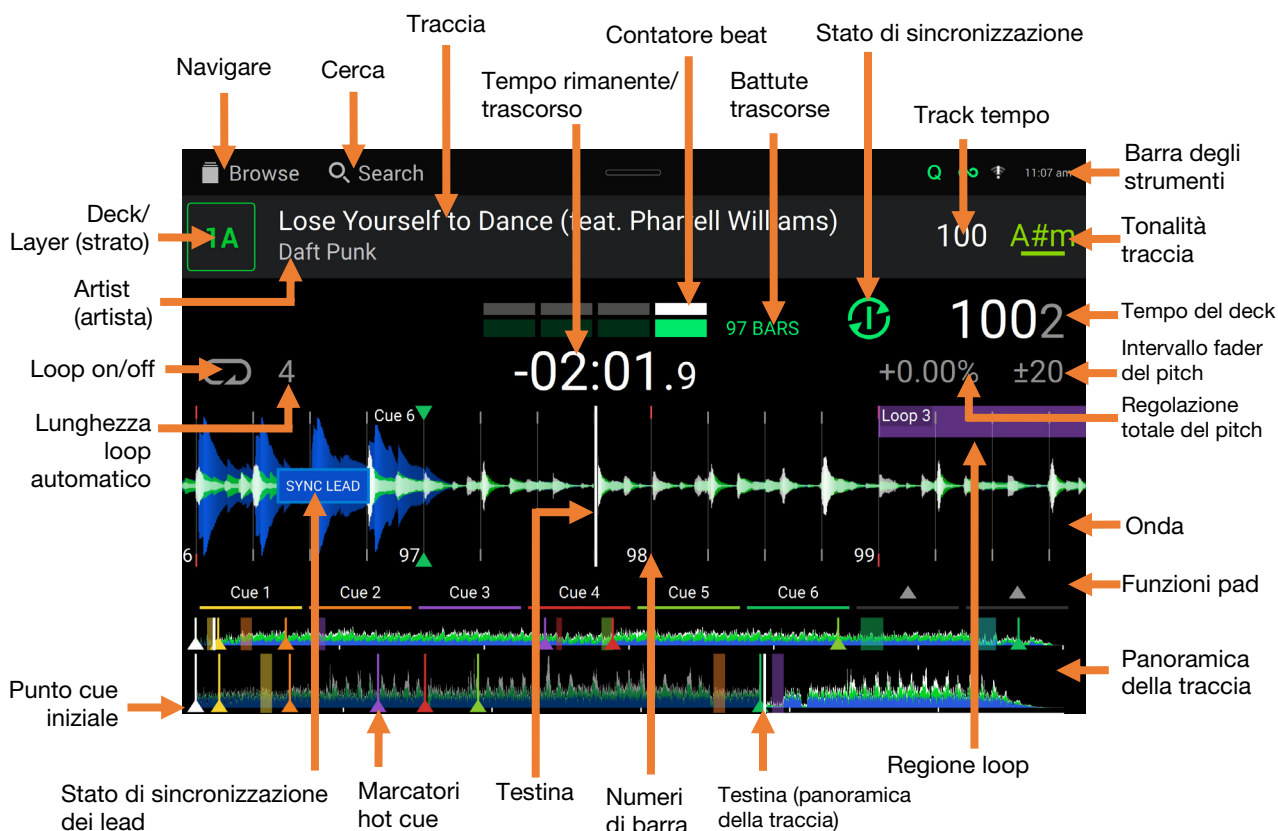 Traccia
Contatore beat
Stato di sincronizzazione
Navigare
Cerca
Tempo rimanente/
trascorso
Battute
trascorse
Track tempo
Barra degli
strumenti
Browse
Search
Q
11:07 am
Deck/
Layer (strato)
1A
Lose Yourself to Dance (feat. Pharrell Williams)
Daft Punk
100
A#m
Tonalità
traccia
Artist
(artista)
97 BARS
1002
Tempo del deck
Loop on/off
4
-02:01.9
+0.00%
±20
Intervallo fader
del pitch
Regolazione
totale del pitch
Lunghezza
loop
automatico
Cue 6
Loop 3
SYNC LEAD
Onda
6
97
98
99
Funzioni pad
Cue 1
Cue 2
Cue 3
Cue 4
Cue 5
Cue 6
Panoramica
della traccia
Punto cue
iniziale
Regione loop
Stato di sincronizzazione
dei lead
Marcatori
hot cue
Testina
Numeri
di barra
Testina (panoramica
della traccia)